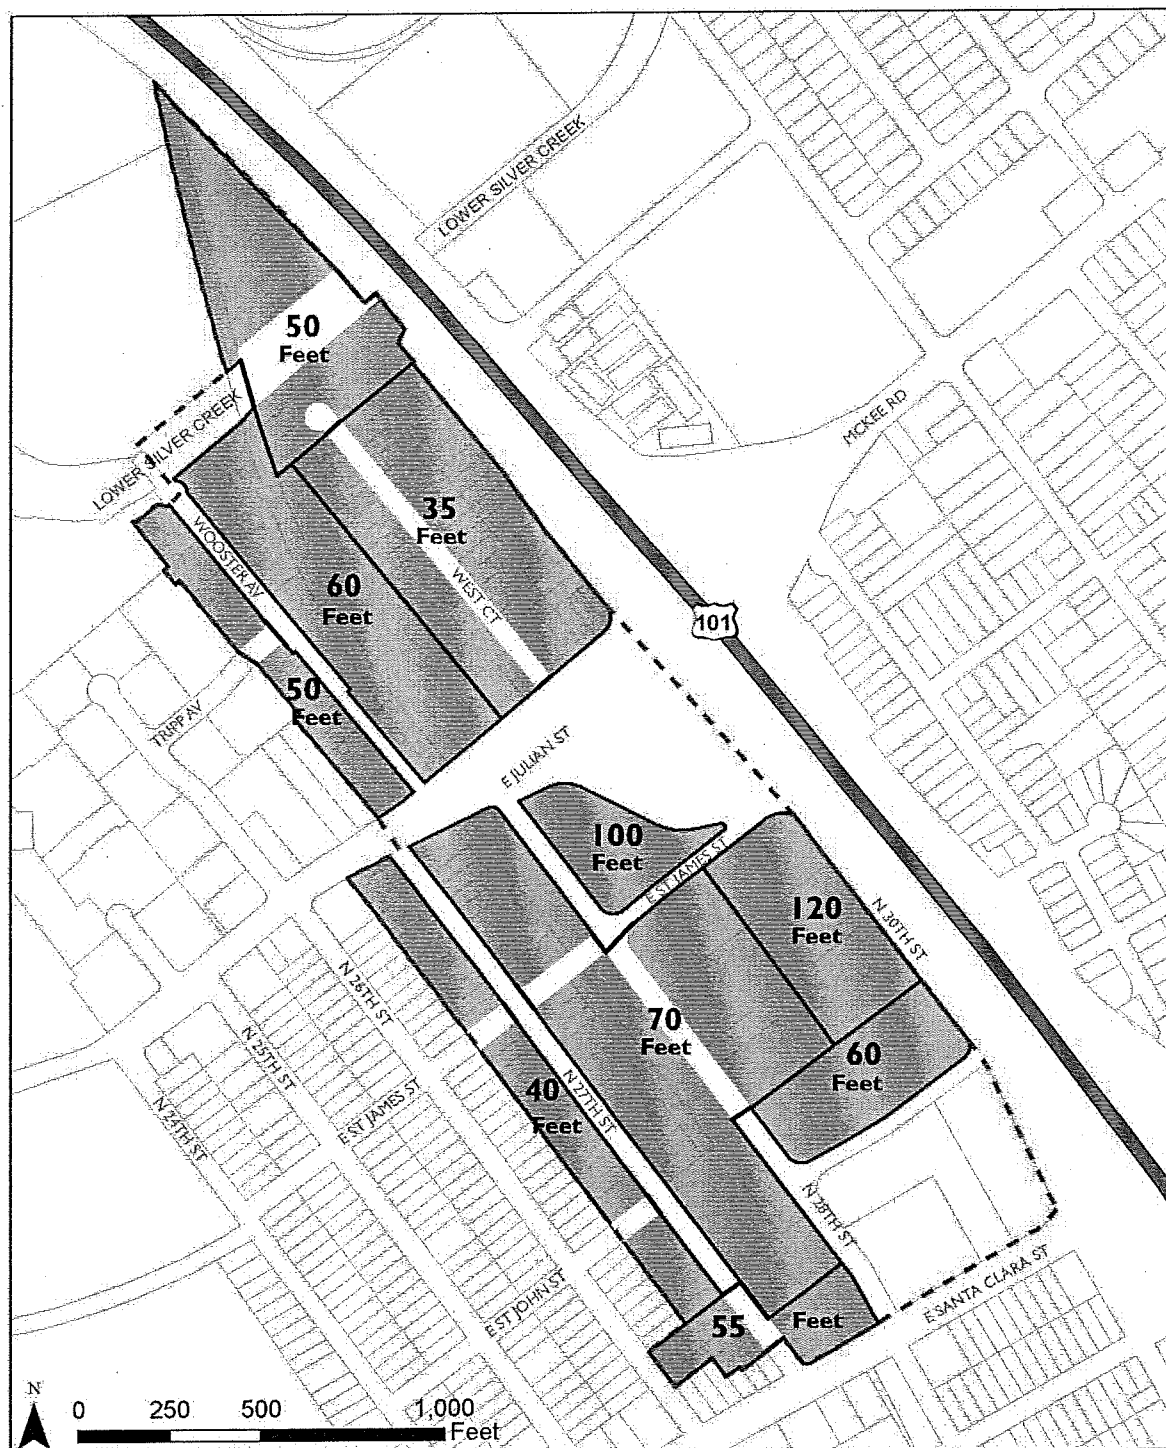 LOWER SILVER CREEK
50
Feet
LOWER SILVER CREEK
MCKEE RD
35
Feet
WOOSTER AV
60
Feet
WEST CT
101
50
Feet
TRIPP AV
E JULIAN ST
100
Feet
E ST JAMES ST
120
Feet
N 30TH ST
N 26TH ST
N 25TH ST
70
Feet
60
Feet
40
Feet
N 27TH ST
E ST JAMES ST
N 24TH ST
N 28TH ST
E SANTA CLARA ST
E ST JOHN ST
55
Feet
N
0 250 500 1,000
Feet